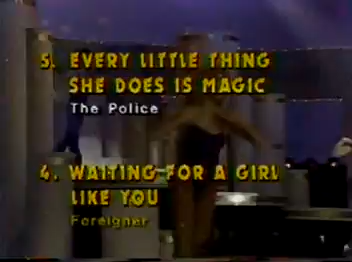 5. EVERY LITTLE THING
SHE DOES IS MAGIC
The Police
4. WAITING FOR A GIRL
LIKE YOU
Foreigner